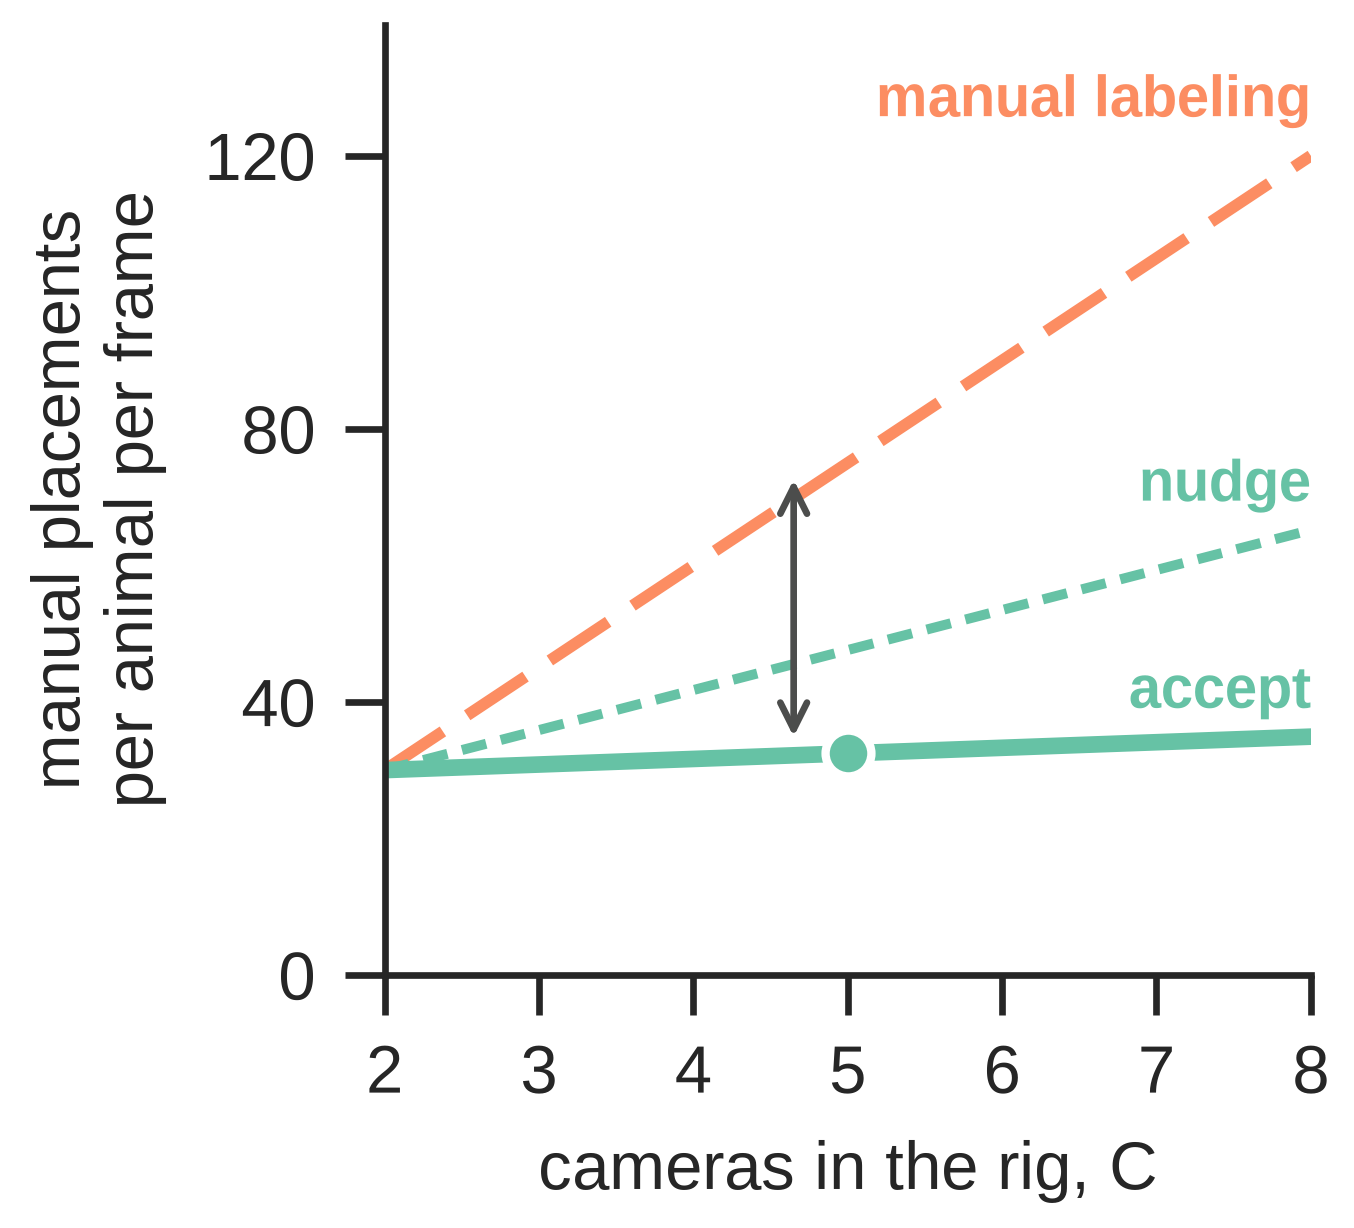 manual labeling
120
nudge
80
accept
40
0
manual placements
per animal per frame
2 3 4 5 6 7 8
cameras in the rig, C